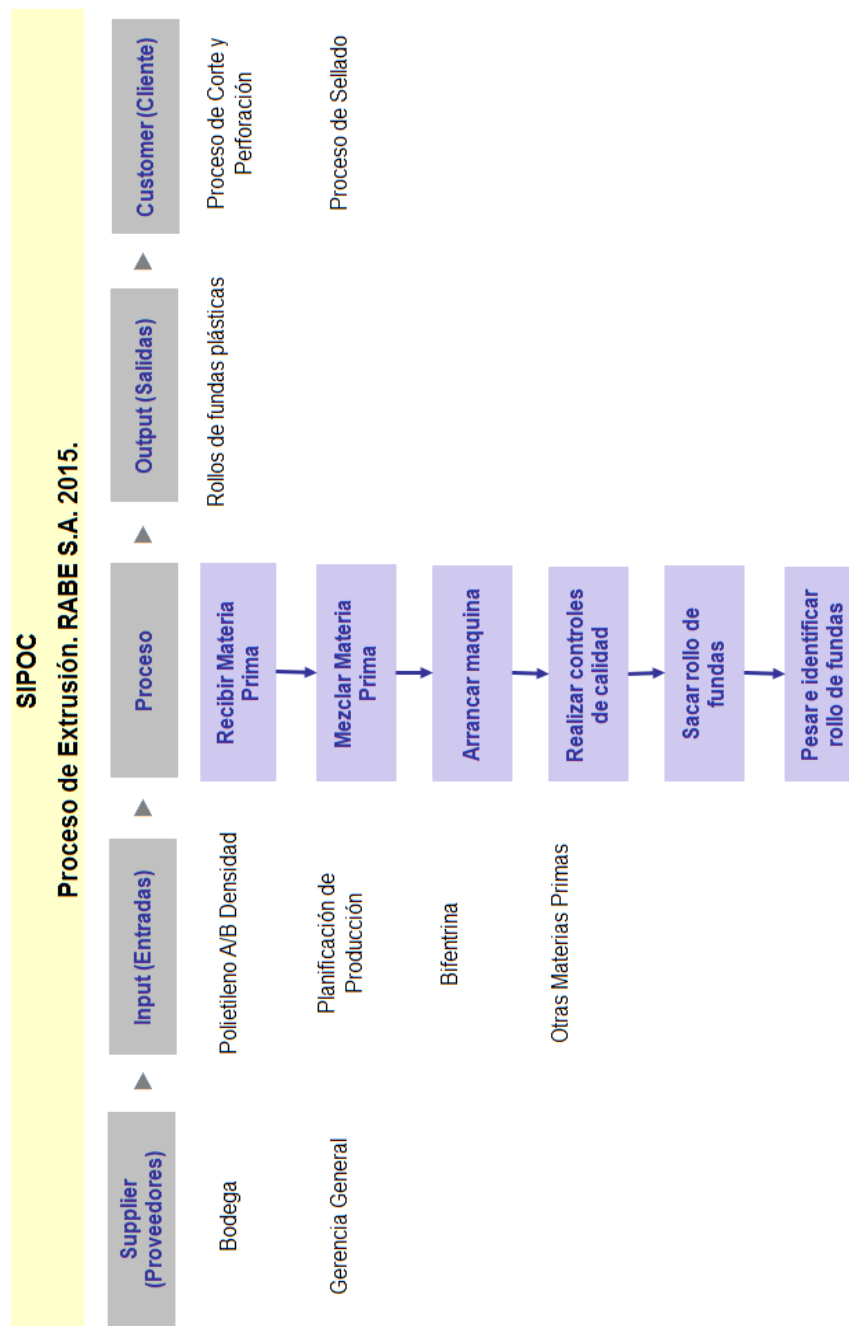 SIPOC
Proceso de Extrusión. RABE S.A. 2015.
Supplier
(Proveedores)
Input (Entradas)
Proceso
Output (Salidas)
Customer (Cliente)
Bodega
Gerencia General
Polietileno A/B Densidad
Planificación de
Producción
Bifentrina
Otras Materias Primas
Recibir Materia
Prima
Mezclar Materia
Prima
Arrancar maquina
Realizar controles
de calidad
Sacar rollo de
fundas
Pesar e identificar
rollo de fundas
Rollos de fundas plásticas
Proceso de Corte y
Perforación
Proceso de Sellado